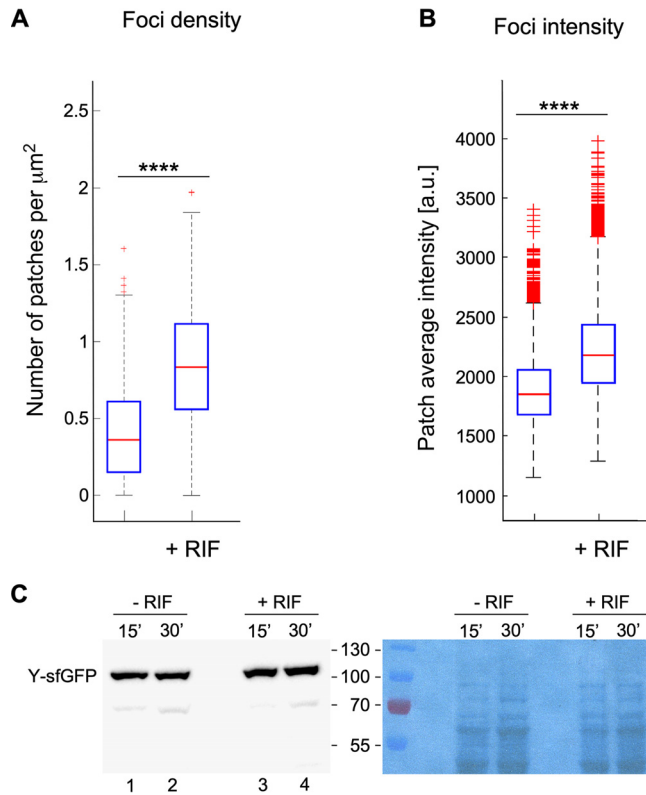 A
Foci density
Number of patches per μm2
2.5
2
1.5
1
0.5
0
****
+ RIF
B
Foci intensity
Patch average intensity [a.u.]
4000
3500
3000
2500
2000
1500
1000
****
+ RIF
C
- RIF + RIF - RIF + RIF
15’ 30’ 15’ 30’ 15’ 30’ 15’ 30’
- 130 -
Y-sfGFP
- 100 -
- 70 -
- 55 -
1 2 3 4